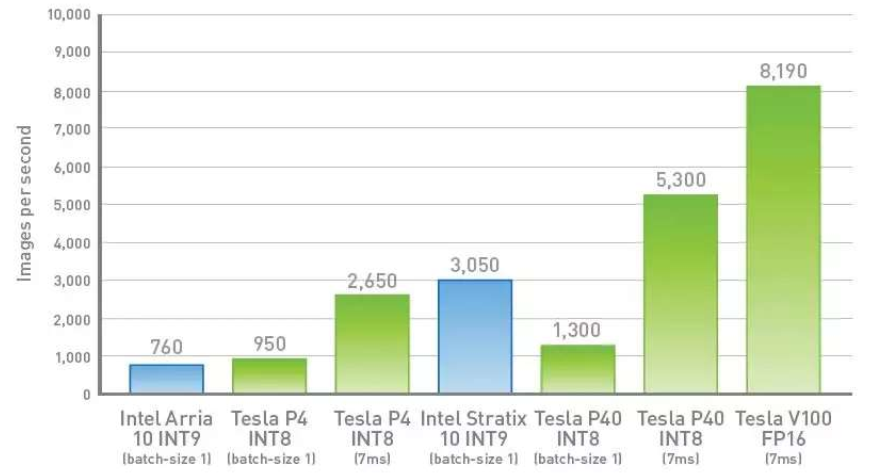 10,000
9,000
8,000
7,000
6,000
5,000
4,000
3,000
2,000
1,000
0
Images per second
760
950
2,650
3,050
1,300
5,300
8,190
Intel Arria
10 INT9
(batch-size 1)
Tesla P4
INT8
(batch-size 1)
Tesla P4
INT8
(7ms)
Intel Stratix
10 INT9
(batch-size 1)
Tesla P40
INT8
(batch-size 1)
Tesla P40
INT8
(7ms)
Tesla V100
FP16
(7ms)